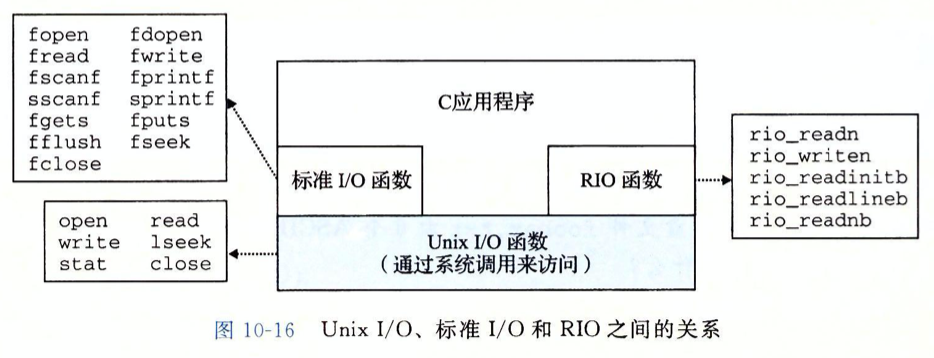 fopen fdopen
fread fwrite
fscanf fprintf
sscanf sprintf
fgets fputs
fflush fseek
fclose
C应用程序
标准 I/O 函数
RIO 函数
rio_readn
rio_writen
rio_readinitb
rio_readlineb
rio_readnb
open read
write lseek
stat close
Unix I/O 函数
（通过系统调用来访问）
图 10-16 Unix I/O、标准 I/O 和 RIO 之间的关系